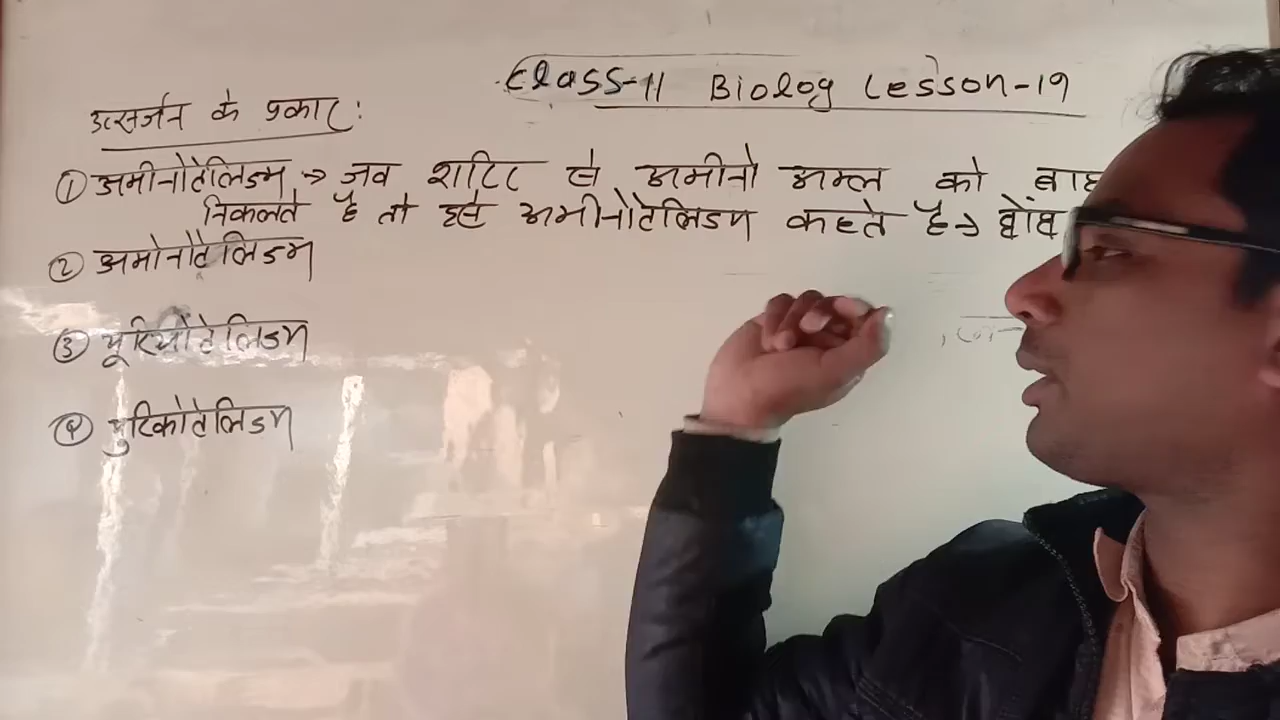 Class-11 Biolog Lesson-19
उत्सर्जन के प्रकार:
① अमीनोटेलिज्म → जब शरिर से अमीनो अम्ल को बाह
निकलते है तो इसे अमीनोटेलिज्म कहते है→ घोंघ
② अमोनोटेलिज्म
③ यूरियोटेलिज्म
④ युरिकोटेलिज्म